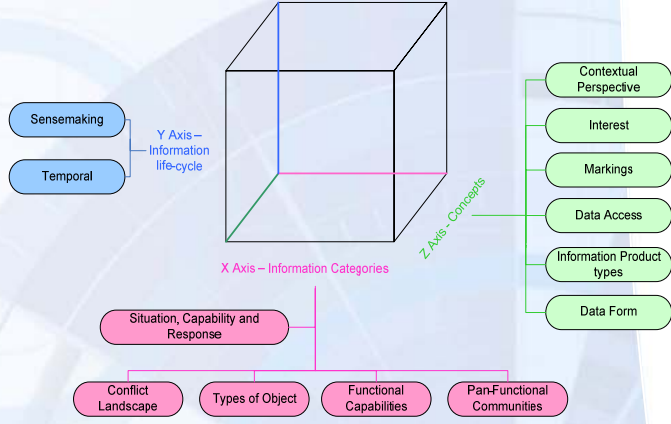 Contextual
Perspective
Sensemaking
Interest
Y Axis –
Information
life-cycle
Temporal
Markings
Data Access
Z Axis - Concepts
X Axis – Information Categories
Information Product
types
Situation, Capability and
Response
Data Form
Conflict
Landscape
Types of Object
Functional
Capabilities
Pan-Functional
Communities